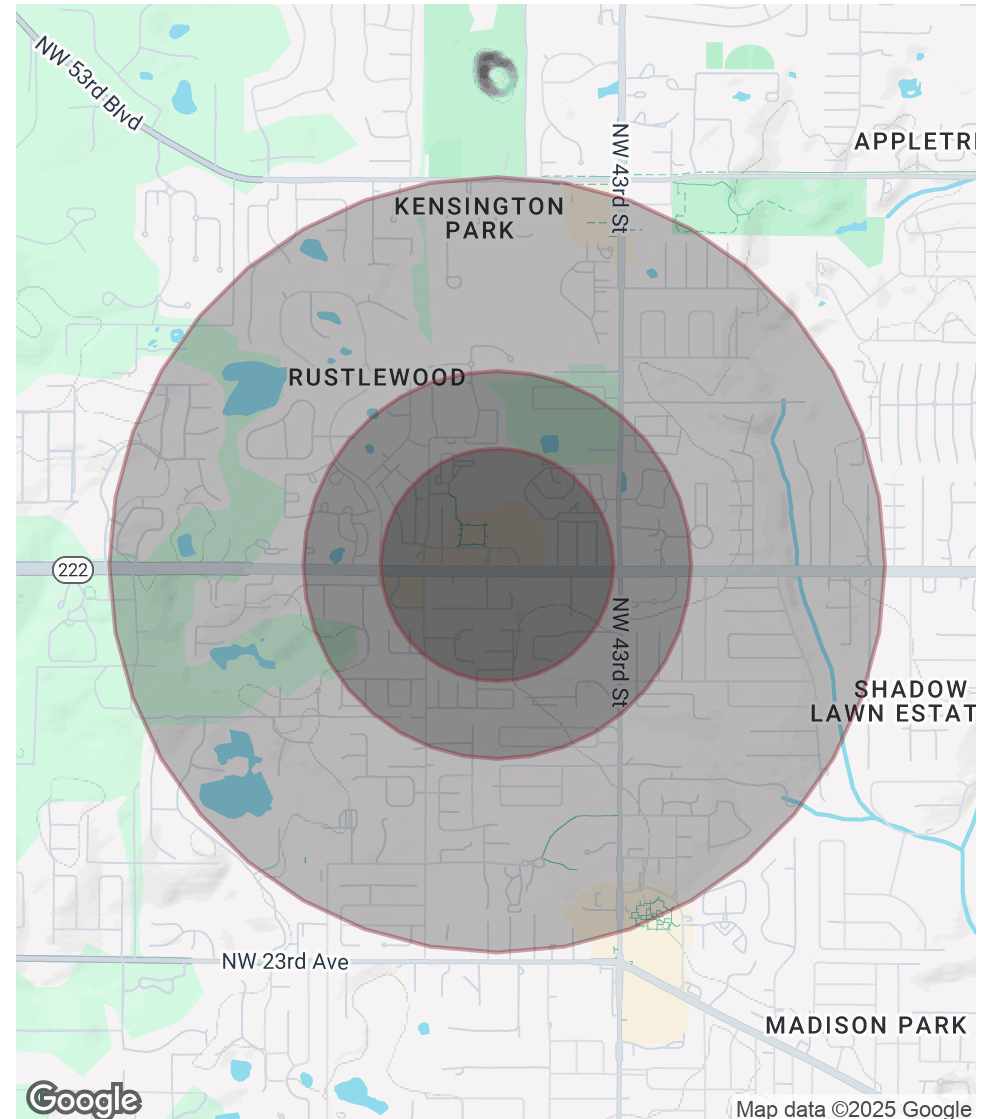 NW 53rd Blvd
NW 43rd St
APPLETR
KENSINGTON
PARK
RUSTLEWOOD
222
NW 43rd St
SHADOW
LAWN ESTAT
NW 23rd Ave
MADISON PARK
Google
Map data ©2025 Google